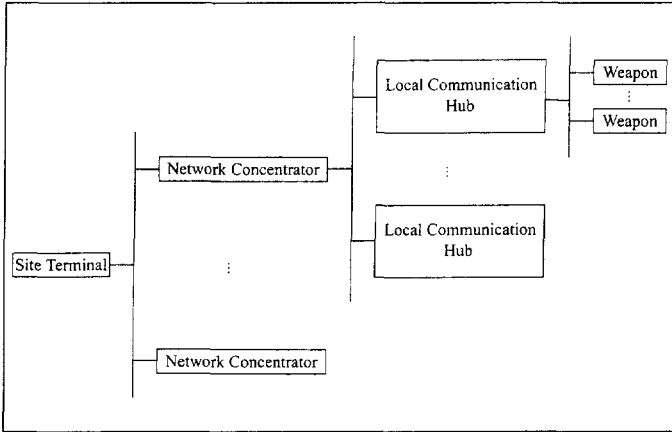 Local Communication
Hub
Weapon
Weapon
Network Concentrator
Local Communication
Hub
Site Terminal
Network Concentrator